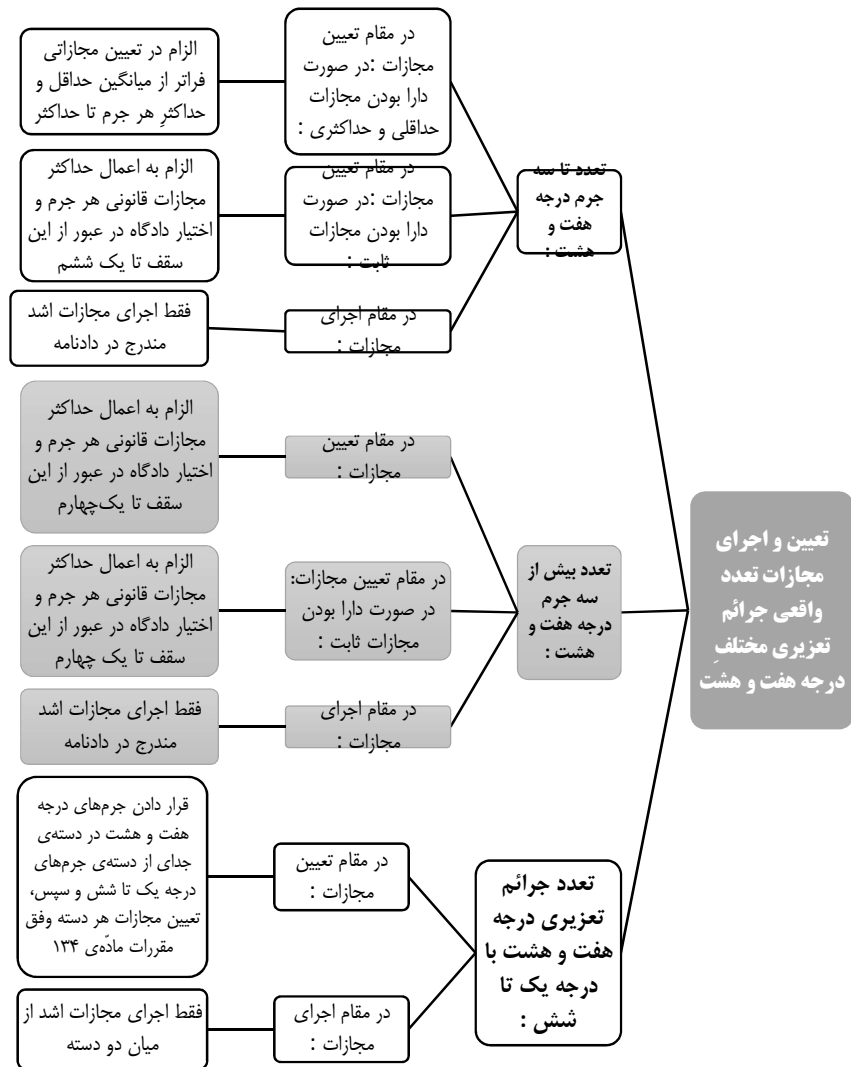 تعیین و اجرای
مجازات تعدد
واقعی جرائم
تعزیری مختلفِ
درجه هفت و هشت
تعدد تا سه
جرم درجه
هفت و
هشت :
در مقام تعیین
مجازات :در صورت
دارا بودن مجازات
حداقلی و حداکثری :
الزام در تعیین مجازاتی
فراتر از میانگین حداقل و
حداکثرِ هر جرم تا حداکثر
در مقام تعیین
مجازات :در صورت
دارا بودن مجازات
ثابت :
الزام به اعمال حداکثر
مجازات قانونی هر جرم و
اختیار دادگاه در عبور از این
سقف تا یک ششم
در مقام اجرای
مجازات :
فقط اجرای مجازات اشد
مندرج در دادنامه
تعدد بیش از
سه جرم
درجه هفت و
هشت :
در مقام تعیین
مجازات :
الزام به اعمال حداکثر
مجازات قانونی هر جرم و
اختیار دادگاه در عبور از این
سقف تا یک‌چهارم
در مقام تعیین مجازات:
در صورت دارا بودن
مجازات ثابت :
الزام به اعمال حداکثر
مجازات قانونی هر جرم و
اختیار دادگاه در عبور از این
سقف تا یک چهارم
در مقام اجرای
مجازات :
فقط اجرای مجازات اشد
مندرج در دادنامه
تعدد جرائم
تعزیری درجه
هفت و هشت با
درجه یک تا
شش :
در مقام تعیین
مجازات :
قرار دادن جرم‌های درجه
هفت و هشت در دسته‌ی
جدای از دسته‌ی جرم‌های
درجه یک تا شش و سپس،
تعیین مجازات هر دسته وفق
مقررات مادّه‌ی ۱۳۴
در مقام اجرای
مجازات :
فقط اجرای مجازات اشد از
میان دو دسته